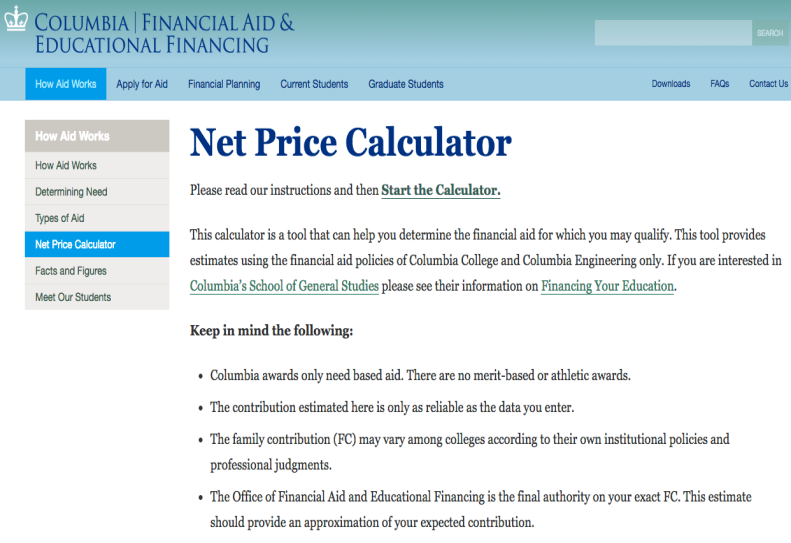 COLUMBIA | FINANCIAL AID &
EDUCATIONAL FINANCING
SEARCH
How Aid Works
Apply for Aid
Financial Planning
Current Students
Graduate Students
Downloads
FAQs
Contact Us
How Aid Works
How Aid Works
Determining Need
Types of Aid
Net Price Calculator
Facts and Figures
Meet Our Students
Net Price Calculator
Please read our instructions and then Start the Calculator.
This calculator is a tool that can help you determine the financial aid for which you may qualify. This tool provides
estimates using the financial aid policies of Columbia College and Columbia Engineering only. If you are interested in
Columbia's School of General Studies please see their information on Financing Your Education.
Keep in mind the following:
• Columbia awards only need based aid. There are no merit-based or athletic awards.
• The contribution estimated here is only as reliable as the data you enter.
• The family contribution (FC) may vary among colleges according to their own institutional policies and
professional judgments.
• The Office of Financial Aid and Educational Financing is the final authority on your exact FC. This estimate
should provide an approximation of your expected contribution.